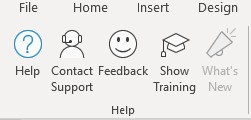 File Home Insert Design
Help Contact Support Feedback Show Training What's New
Help